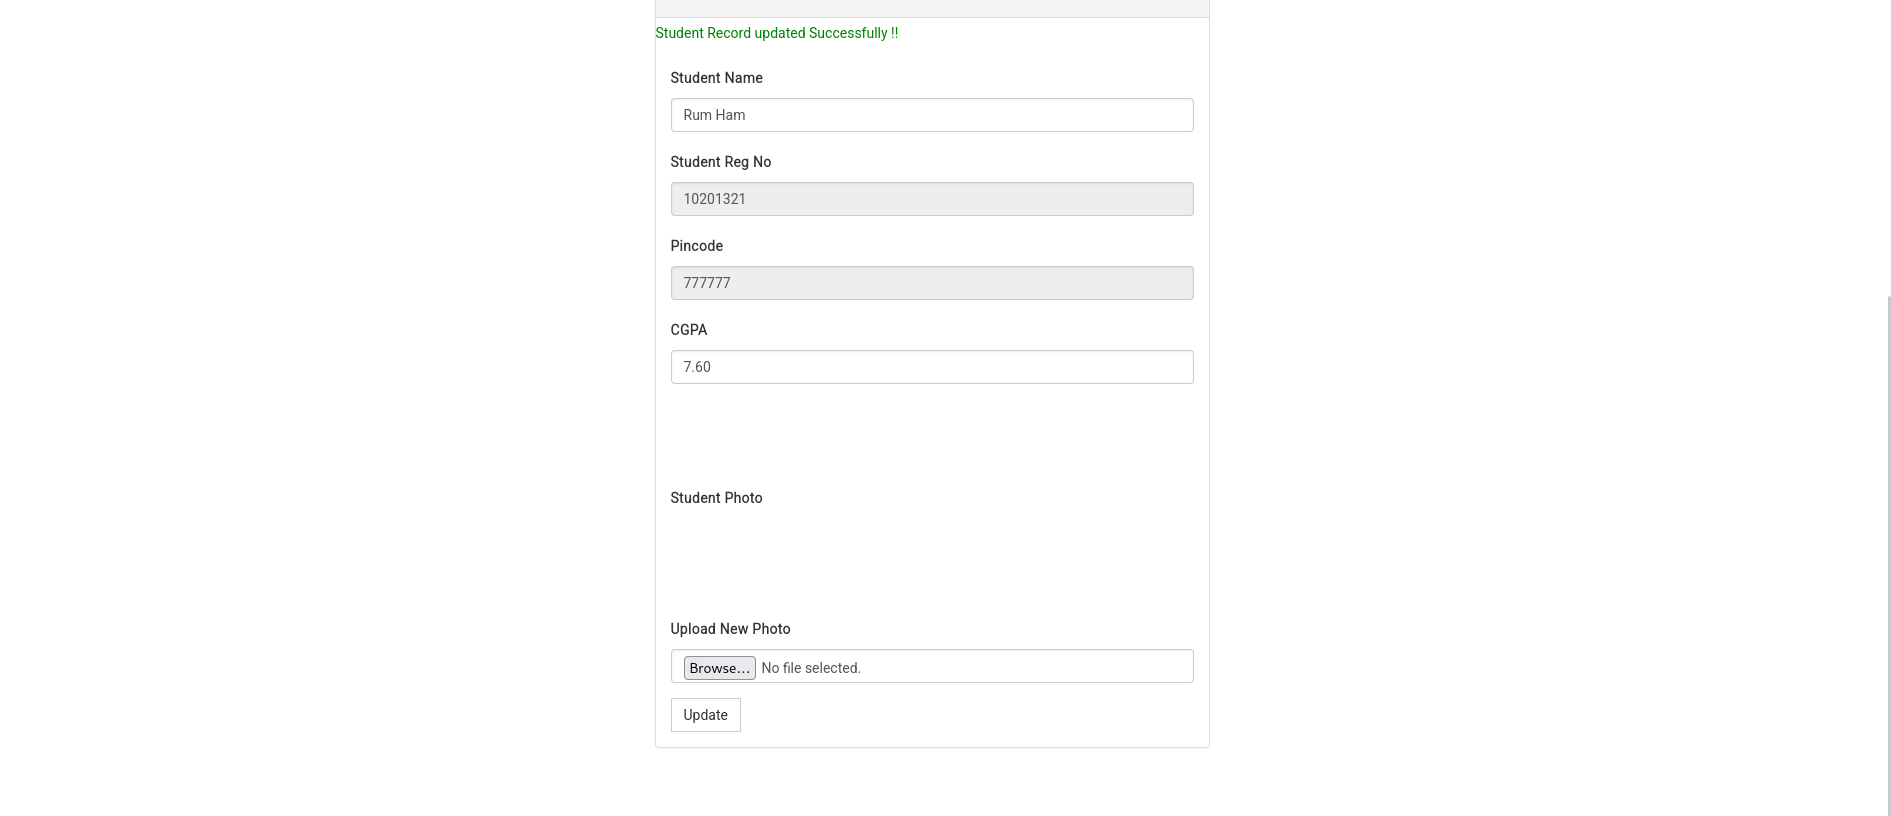 Student Record updated Successfully !!
Student Name
Rum Ham
Student Reg No
10201321
Pincode
777777
CGPA
7.60
Student Photo
Upload New Photo
Browse... No file selected.
Update